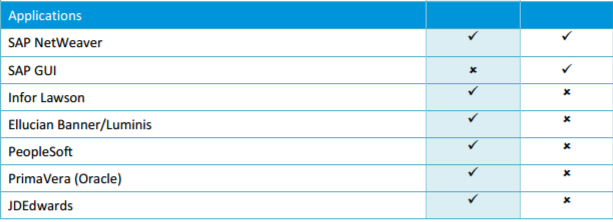 Applications
SAP NetWeaver ✓ ✓
SAP GUI × ✓
Infor Lawson ✓ ×
Ellucian Banner/Luminis ✓ ×
PeopleSoft ✓ ×
PrimaVera (Oracle) ✓ ×
JDEdwards ✓ ×